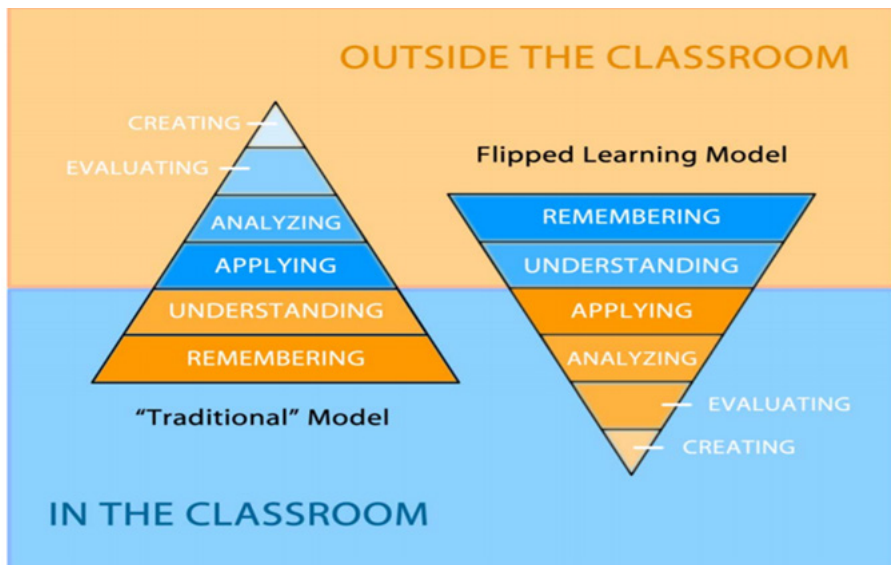 OUTSIDE THE CLASSROOM
CREATING
EVALUATING
ANALYZING
APPLYING
UNDERSTANDING
REMEMBERING
“Traditional” Model
Flipped Learning Model
REMEMBERING
UNDERSTANDING
APPLYING
ANALYZING
EVALUATING
CREATING
IN THE CLASSROOM